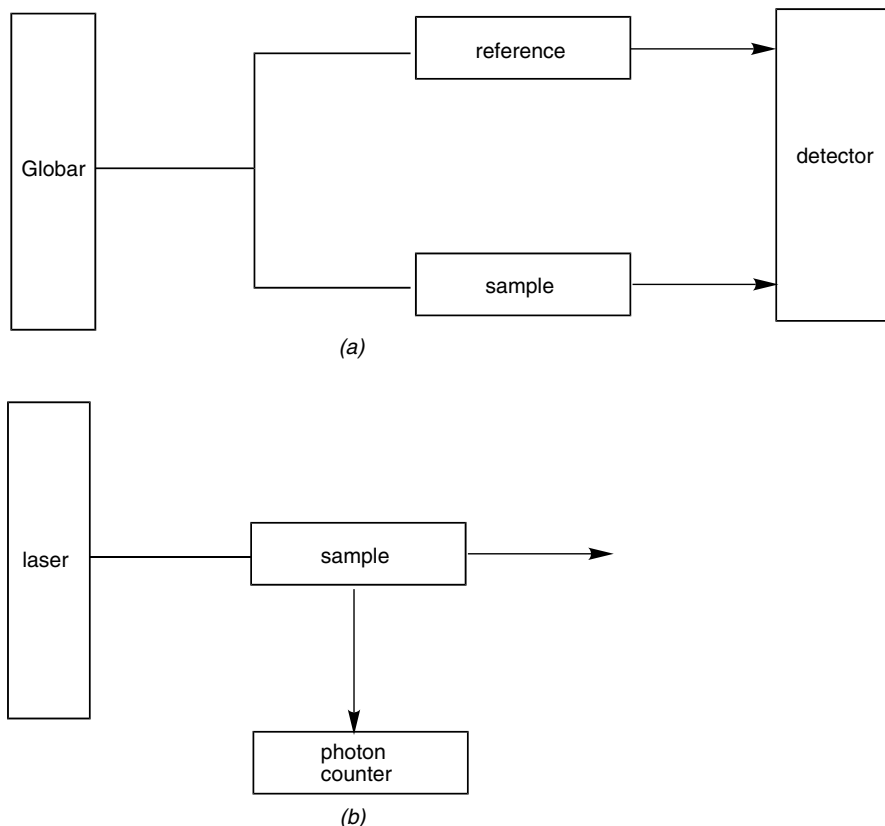 reference
Globar
detector
sample
(a)
laser
sample
photon
counter
(b)